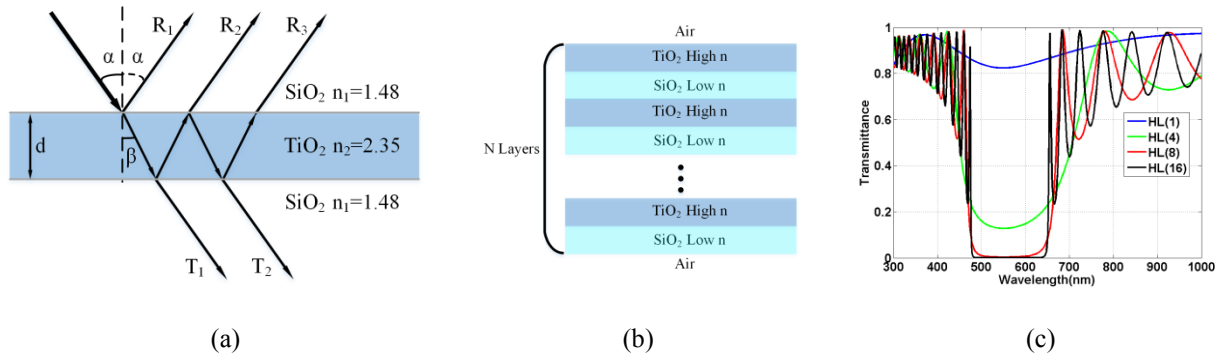 R₁
R₂
R₃
α
α
SiO₂ n₁=1.48
d
TiO₂ n₂=2.35
β
SiO₂ n₁=1.48
T₁
T₂
(a)
Air
TiO₂ High n
SiO₂ Low n
TiO₂ High n
SiO₂ Low n
N Layers
TiO₂ High n
SiO₂ Low n
Air
(b)
Transmittance
1
0.8
0.6
0.4
0.2
0
300
400
500
600
700
800
900
1000
Wavelength(nm)
HL(1)
HL(4)
HL(8)
HL(16)
(c)